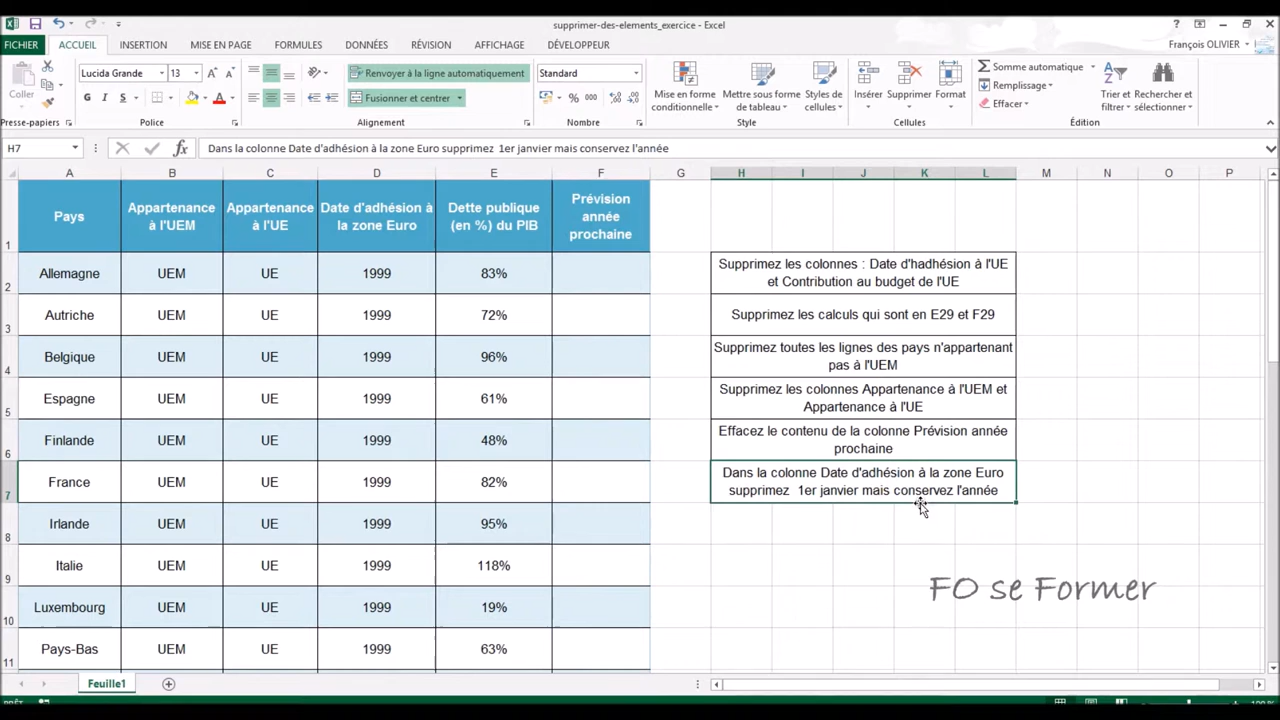 supprimer-des-elements_exercice - Excel
FICHIER ACCUEIL INSERTION MISE EN PAGE FORMULES DONNÉES RÉVISION AFFICHAGE DÉVELOPPEUR François OLIVIER
Coller
Presse-papiers
Lucida Grande 13
G I S
Police
Renvoyer à la ligne automatiquement
Fusionner et centrer
Alignement
Standard
% 000
Nombre
Mise en forme
conditionnelle
Mettre sous forme
de tableau
Styles de
cellules
Style
Insérer Supprimer Format
Cellules
Somme automatique
Remplissage
Effacer
Trier et
filtrer
Rechercher et
sélectionner
Édition
H7 fx Dans la colonne Date d'adhésion à la zone Euro supprimez  1er janvier mais conservez l'année
A B C D E F G H I J K L M N O P
1
Pays
Appartenance
à l'UEM
Appartenance
à l'UE
Date d'adhésion à
la zone Euro
Dette publique
(en %) du PIB
Prévision
année
prochaine
2 Allemagne UEM UE 1999 83%
Supprimez les colonnes : Date d'hadhésion à l'UE
et Contribution au budget de l'UE
3 Autriche UEM UE 1999 72%
Supprimez les calculs qui sont en E29 et F29
4 Belgique UEM UE 1999 96%
Supprimez toutes les lignes des pays n'appartenant
pas à l'UEM
5 Espagne UEM UE 1999 61%
Supprimez les colonnes Appartenance à l'UEM et
Appartenance à l'UE
6 Finlande UEM UE 1999 48%
Effacez le contenu de la colonne Prévision année
prochaine
7 France UEM UE 1999 82%
Dans la colonne Date d'adhésion à la zone Euro
supprimez  1er janvier mais conservez l'année
8 Irlande UEM UE 1999 95%
9 Italie UEM UE 1999 118%
FO se Former
10 Luxembourg UEM UE 1999 19%
11 Pays-Bas UEM UE 1999 63%
Feuille1